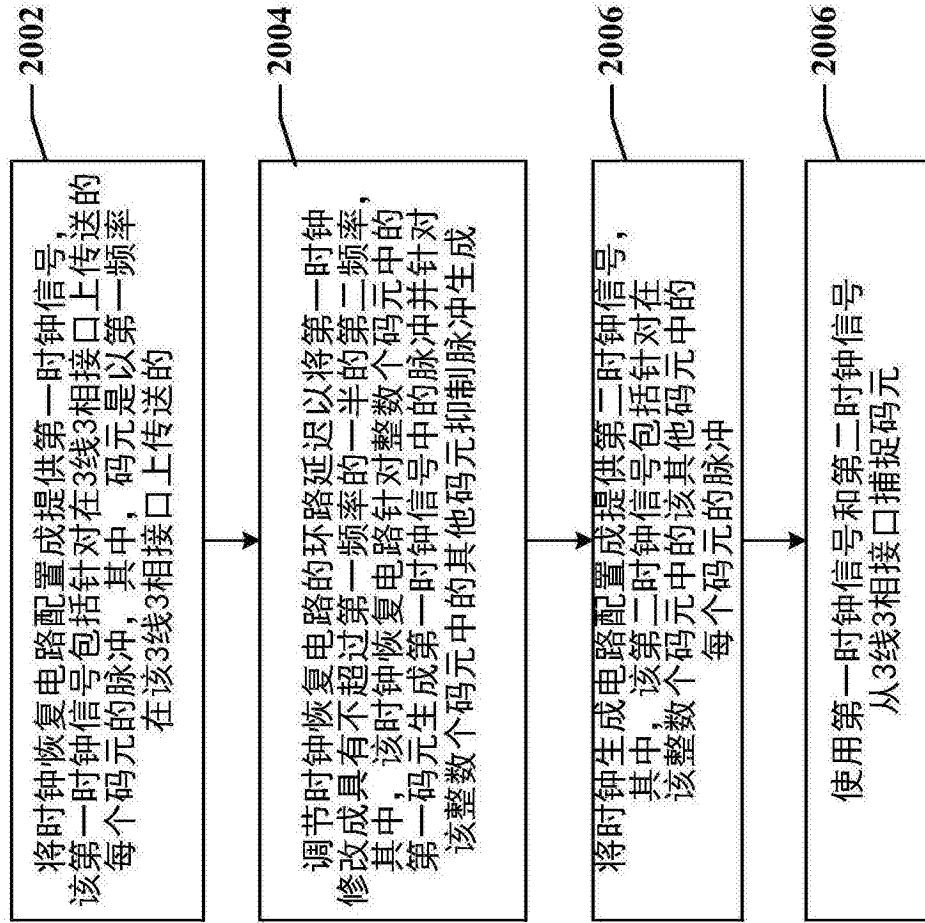 2002
将时钟恢复电路配置成提供第一时钟信号，
该第一时钟信号包括针对在3线3相接口上传送的
每个码元的脉冲，其中，码元是以第一频率
在该3线3相接口上传送的
2004
调节时钟恢复电路的环路延迟以将第一时钟
修改成具有不超过第一频率的一半的第二频率，
其中，该时钟恢复电路针对整数个码元中的
第一码元生成第一时钟信号中的脉冲并针对
该整数个码元中的其他码元抑制脉冲生成
2006
将时钟生成电路配置成提供第二时钟信号，
其中，该第二时钟信号包括针对在
该整数个码元中的该其他码元中的
每个码元的脉冲
2006
使用第一时钟信号和第二时钟信号
从3线3相接口捕捉码元